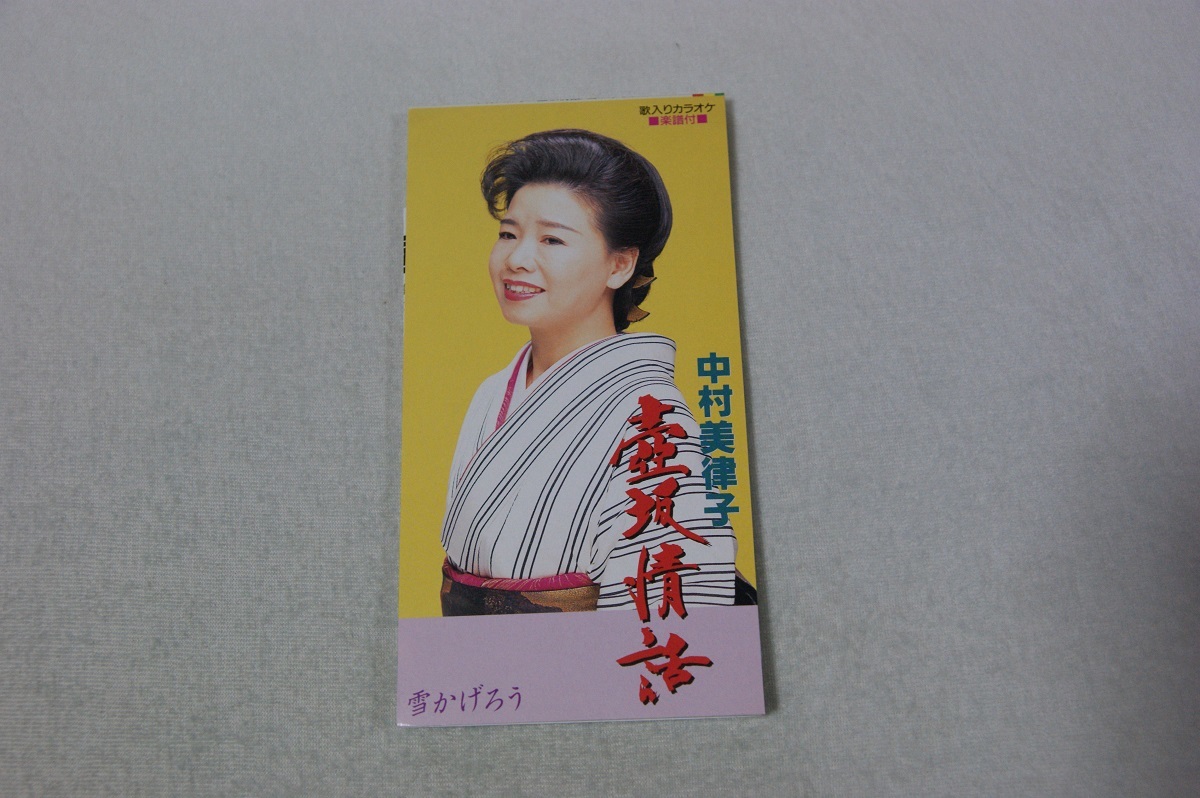 歌入りカラオケ
■楽譜付■
中村美律子
壺坂情話
雪かげろう